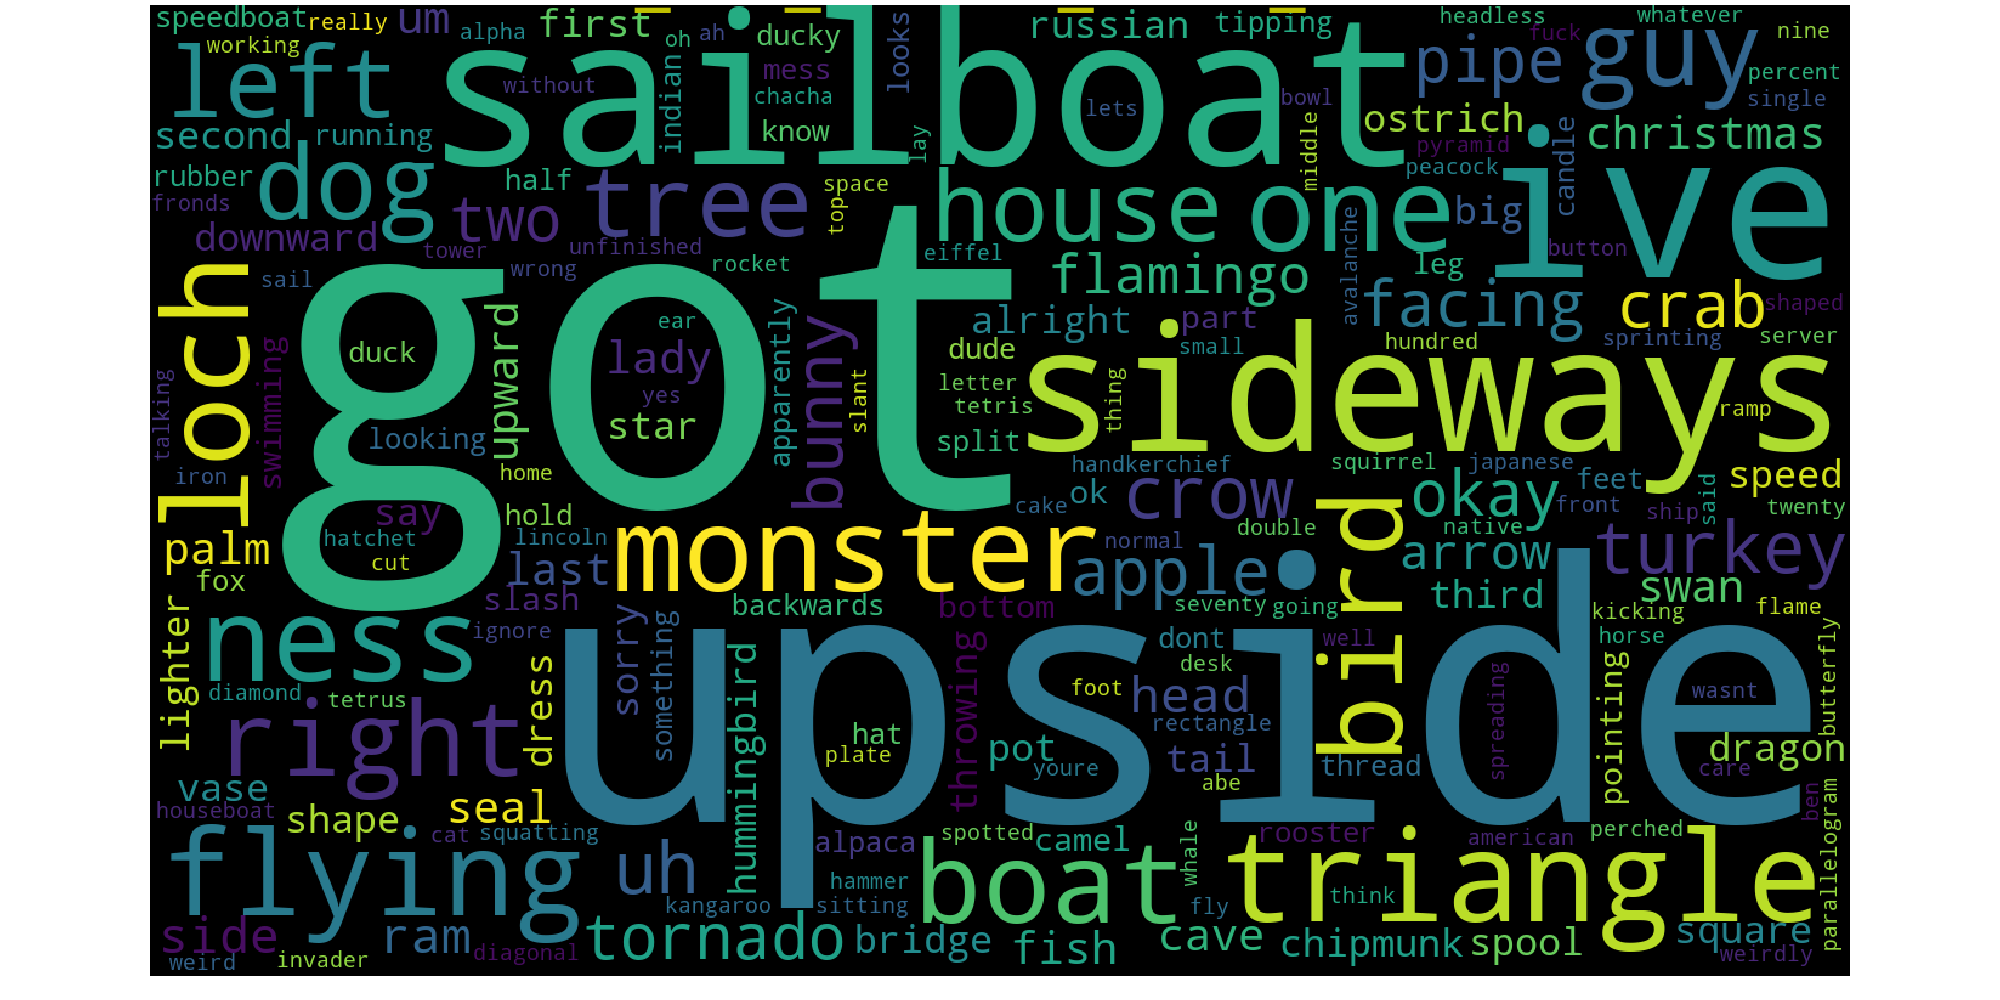 speedboat
really
um
alpha
first
oh
ah
ducky
looks
russian
tipping
headless
whatever
fuck
nine
working
left
sailboat
without
indian
mess
chacha
know
lets
bowl
pipe
guy
percent
single
second
running
lay
middle
ostrich
pyramid
christmas
rubber
dog
half
tree
space
top
house
one
peacock
candle
ive
fronds
two
big
downward
tower
unfinished
wrong
rocket
eiffel
avalanche
button
leg
loch
sail
got
flamingo
facing
crab
shaped
upward
ear
apparently
bunny
alright
part
small
hundred
sprinting
server
swimming
duck
lady
dude
sideways
talking
yes
slant
letter
tetris
thing
ramp
looking
star
split
iron
home
handkerchief
squirrel
japanese
feet
speed
say
hold
cake
ok
crow
bird
okay
front
ship
said
twenty
palm
hatchet
lincoln
monster
normal
double
native
turkey
cut
fox
last
apple
arrow
lighter
slash
backwards
bottom
seventy
going
third
swan
kicking
flame
ness
ignore
sorry
something
upside
dont
well
horse
butterfly
diamond
tetrus
dress
hummingbird
throwing
desk
foot
head
spreading
pointing
wasnt
right
hat
plate
pot
rectangle
tail
thread
dragon
vase
youre
abe
care
houseboat
shape
seal
cat
squatting
alpaca
spotted
camel
whale
rooster
american
perched
ben
parallelogram
flying
uh
hammer
boat
triangle
kangaroo
sitting
fly
think
side
ram
diagonal
tornado
bridge
fish
cave
chipmunk
spool
square
weird
invader
weirdly